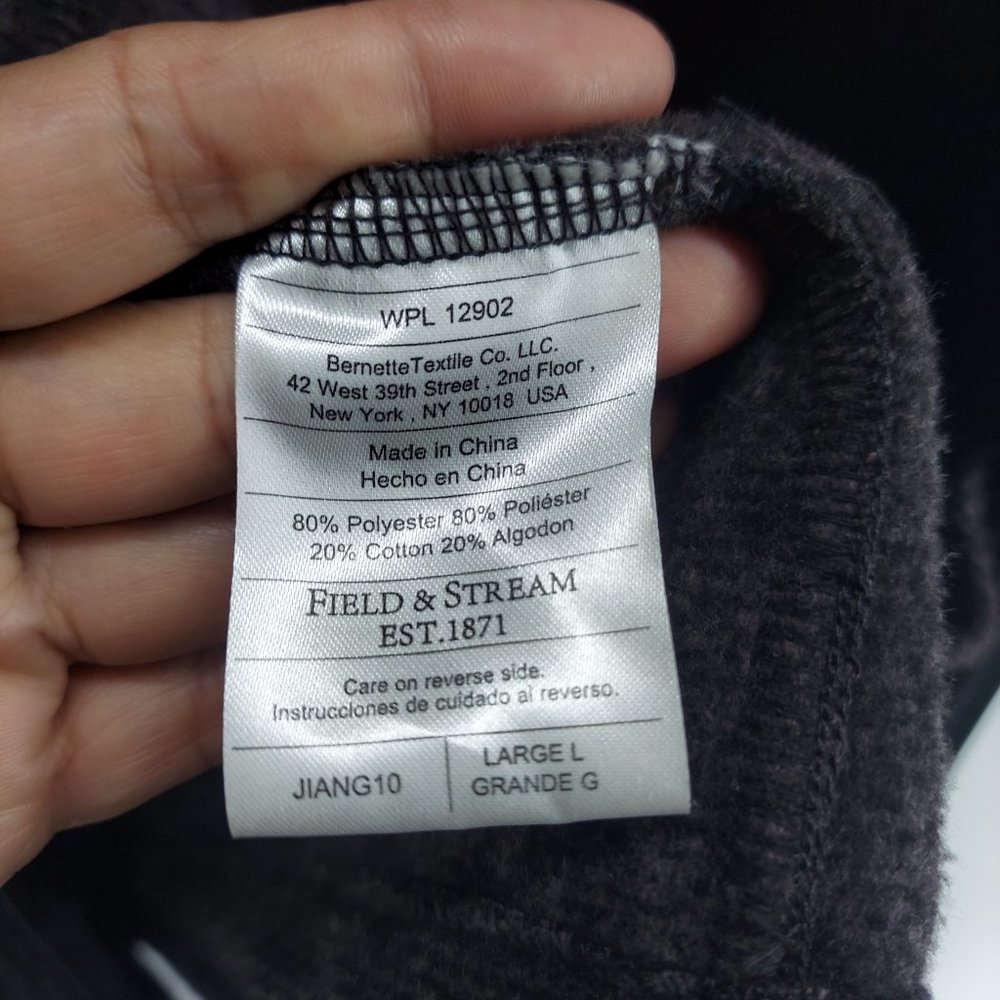 WPL 12902
BernetteTextile Co. LLC.
42 West 39th Street , 2nd Floor ,
New York , NY 10018 USA
Made in China
Hecho en China
80% Polyester 80% Poliéster
20% Cotton 20% Algodon
FIELD & STREAM
EST.1871
Care on reverse side.
Instrucciones de cuidado al reverso.
JIANG10
LARGE L
GRANDE G